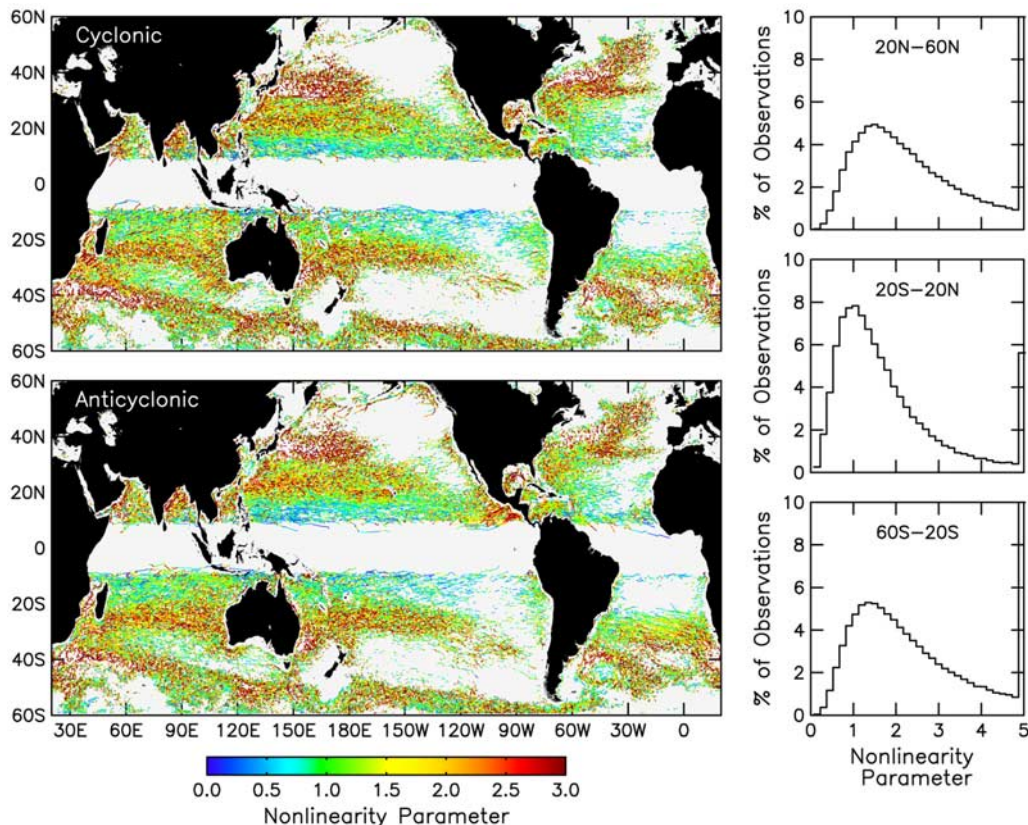 60N
Cyclonic
40N
20N
0
20S
40S
60S
60N
Anticyclonic
40N
20N
0
20S
40S
60S
30E 60E 90E 120E 150E 180E 150W 120W 90W 60W 30W 0
0.0 0.5 1.0 1.5 2.0 2.5 3.0
Nonlinearity Parameter
10
20N−60N
8
6
4
2
0
% of Observations
10
20S−20N
8
6
4
2
0
% of Observations
10
60S−20S
8
6
4
2
0
% of Observations
0 1 2 3 4 5
Nonlinearity
Parameter